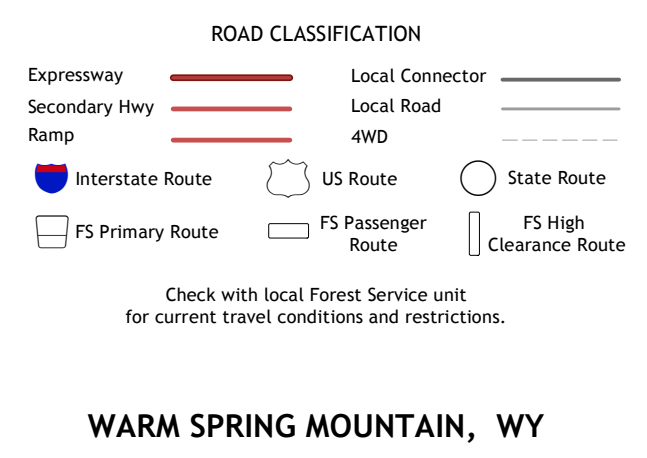 ROAD CLASSIFICATION
Expressway
Local Connector
Secondary Hwy
Local Road
Ramp
4WD
Interstate Route
US Route
State Route
FS Primary Route
FS Passenger
Route
FS High
Clearance Route
Check with local Forest Service unit
for current travel conditions and restrictions.
WARM SPRING MOUNTAIN, WY